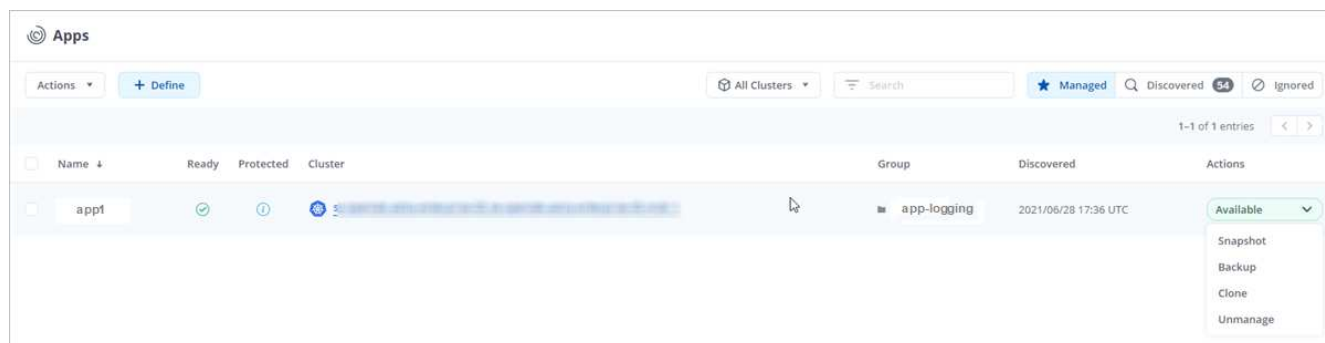 Apps
Actions + Define All Clusters Search Managed Discovered 54 Ignored
1–1 of 1 entries
Name Ready Protected Cluster Group Discovered Actions
app1 app-logging 2021/06/28 17:36 UTC Available
Snapshot
Backup
Clone
Unmanage